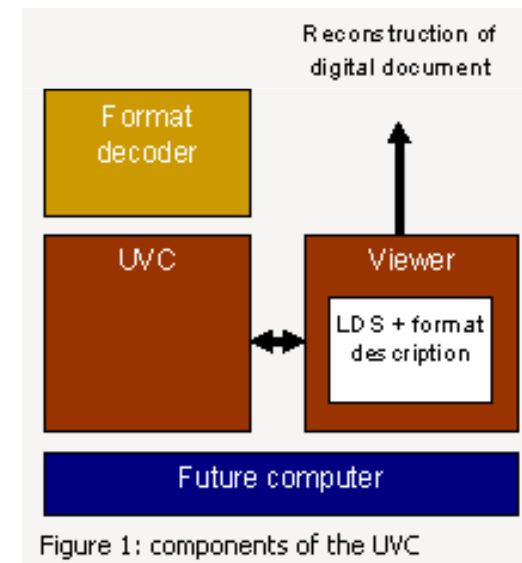 Reconstruction of
digital document
Format
decoder
UVC
Viewer
LDS + format
description
Future computer
Figure 1: components of the UVC